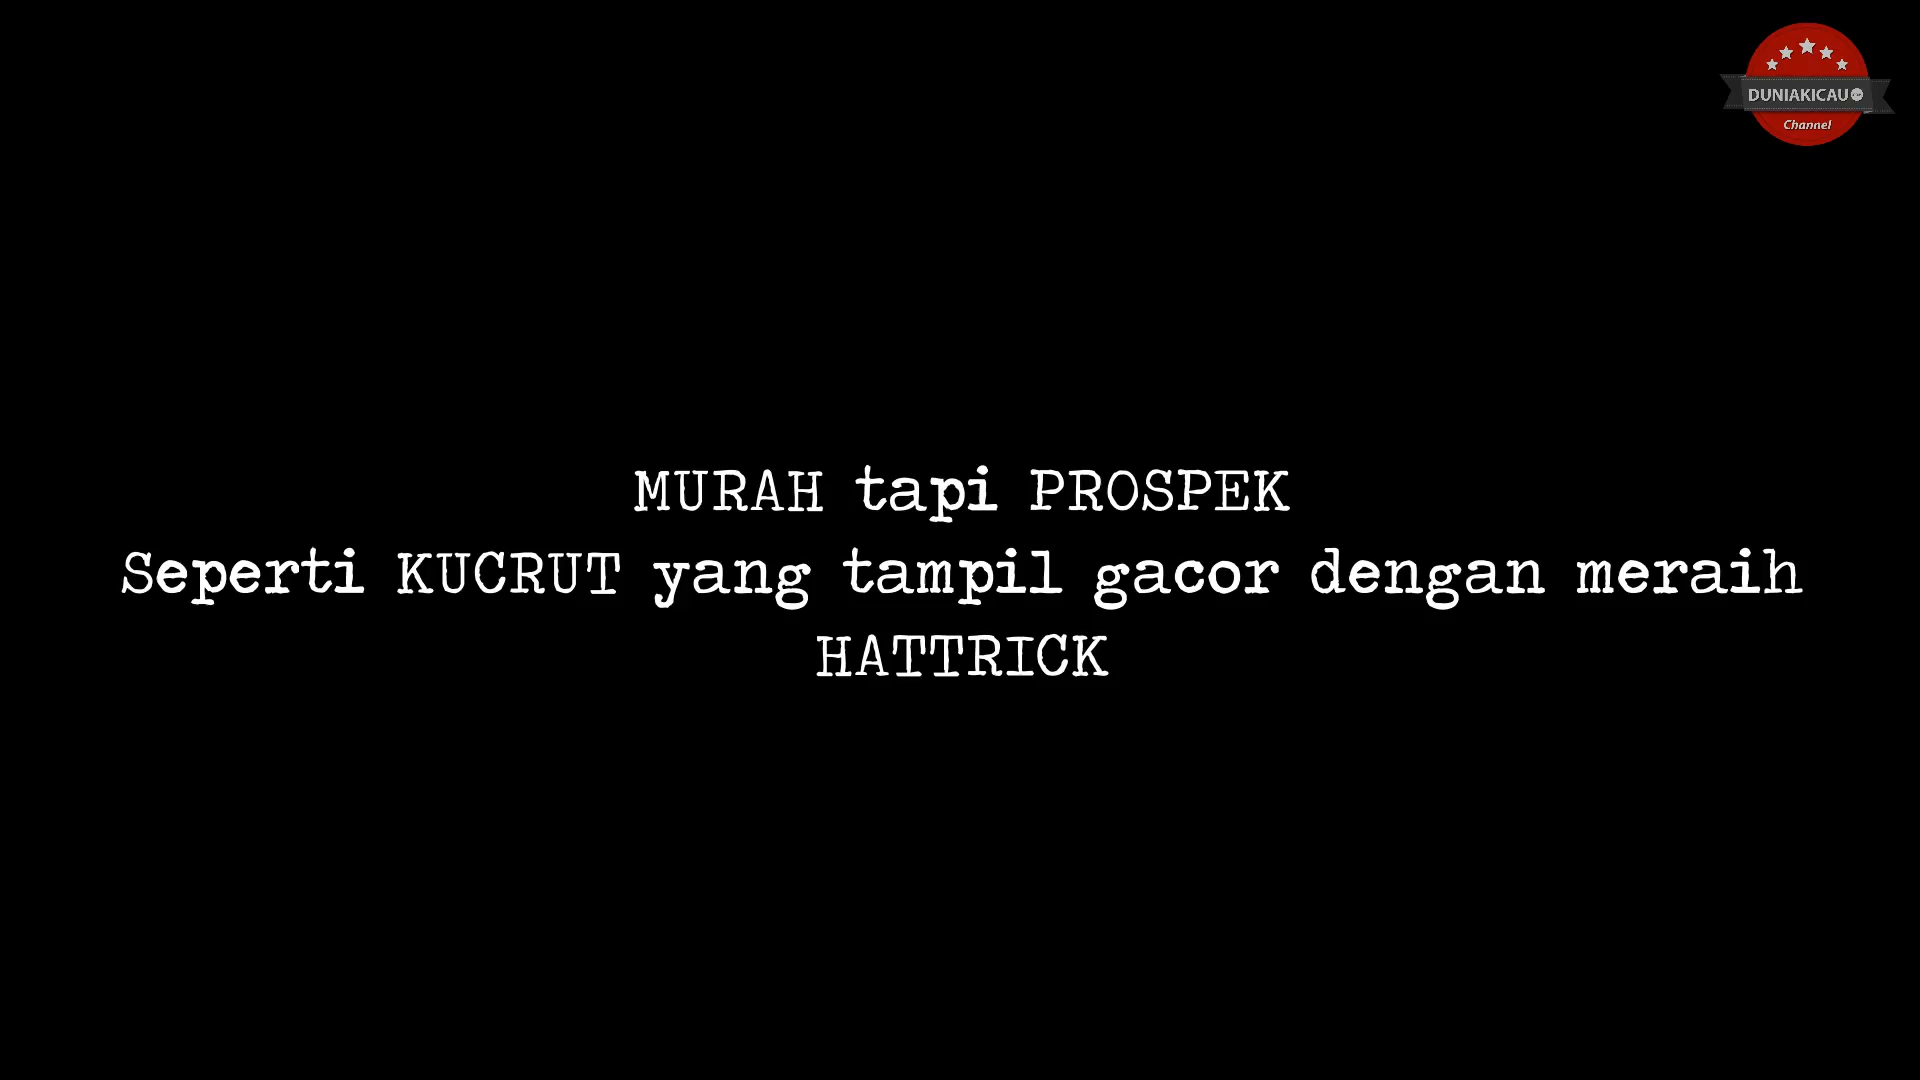 DUNIAKICAU
Channel
MURAH tapi PROSPEK
Seperti KUCRUT yang tampil gacor dengan meraih
HATTRICK